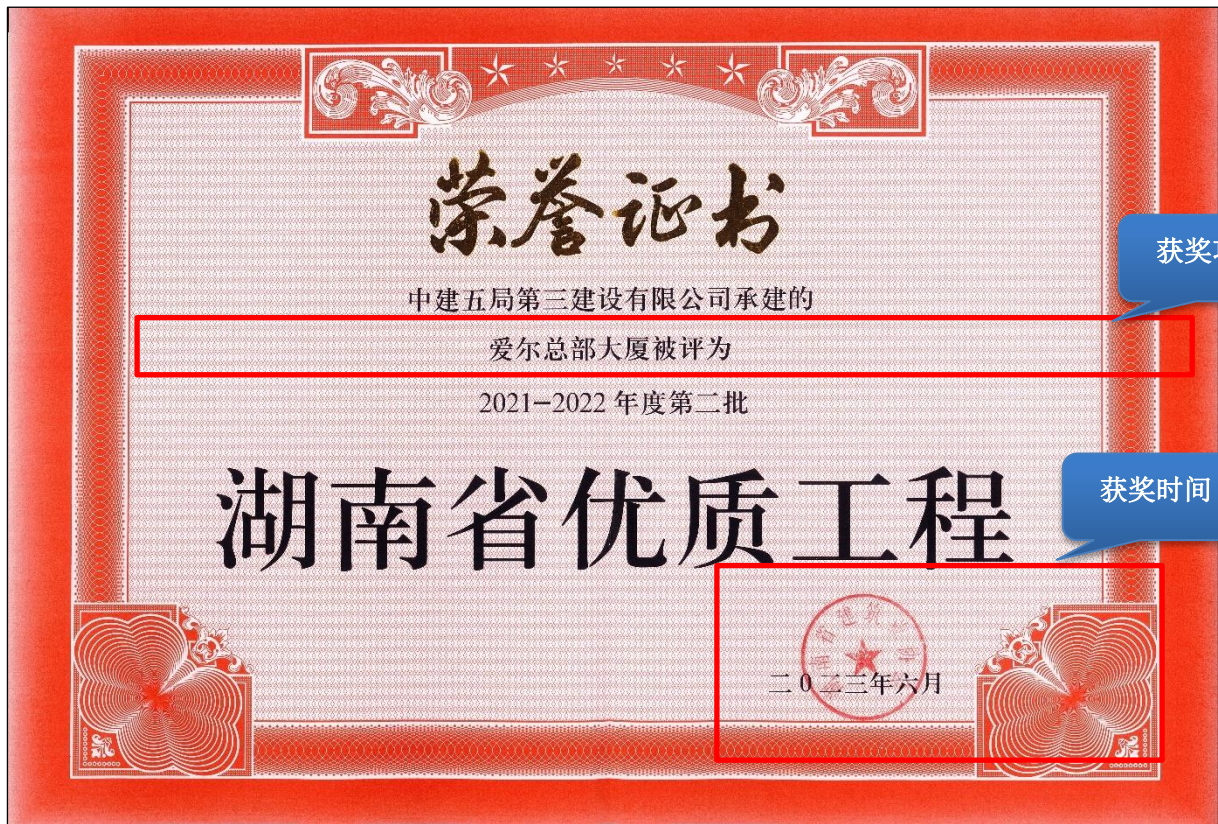 荣誉证书
中建五局第三建设有限公司承建的
获奖项
爱尔总部大厦被评为
2021—2022 年度第二批
湖南省优质工程
获奖时间
二0二三年六月